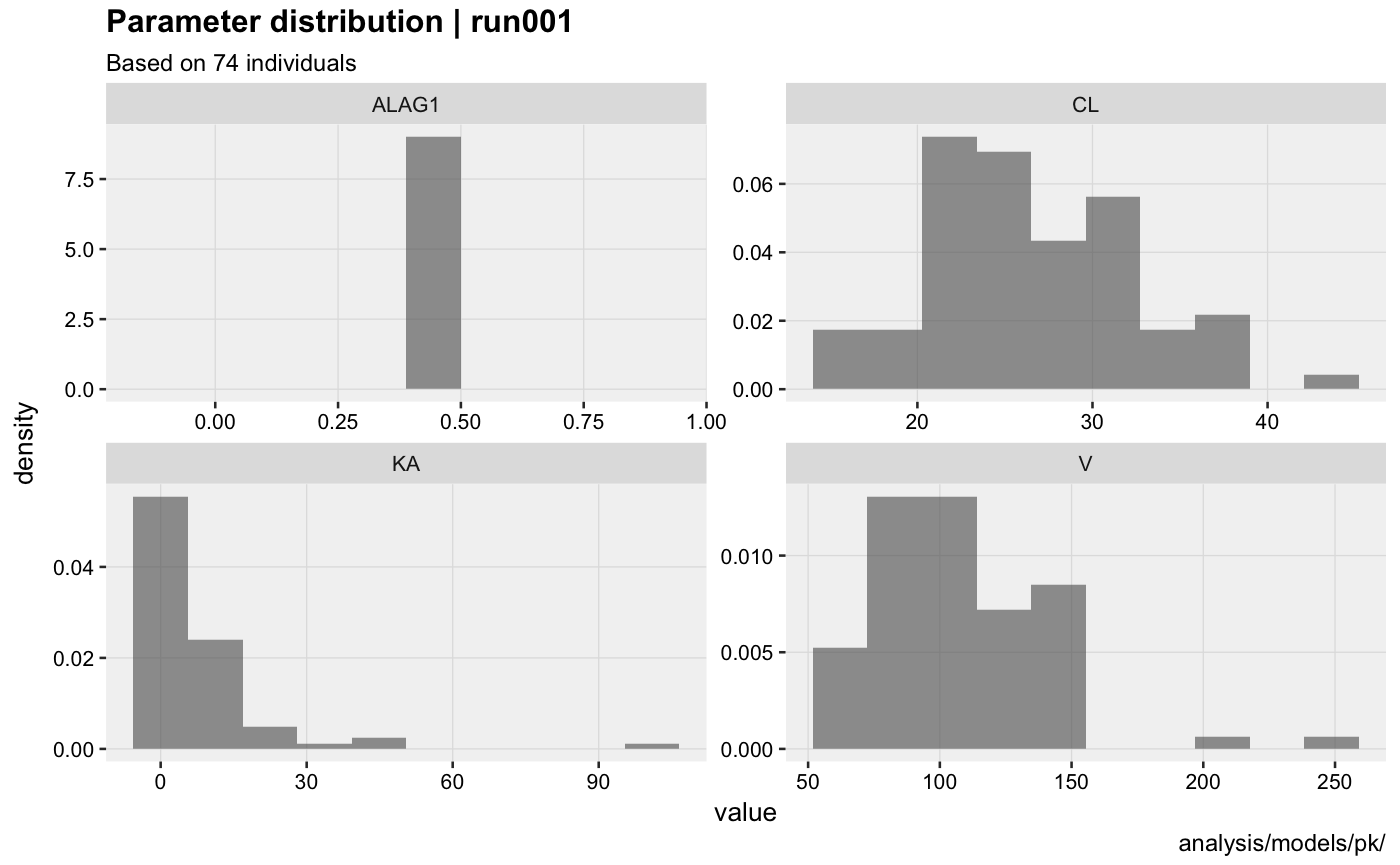 Parameter distribution | run001
Based on 74 individuals
ALAG1
CL
7.5
5.0
2.5
0.0
0.06
0.04
0.02
0.00
0.00 0.25 0.50 0.75 1.00
20 30 40
density
KA
V
0.04
0.02
0.00
0.010
0.005
0.000
0 30 60 90
50 100 150 200 250
value
analysis/models/pk/